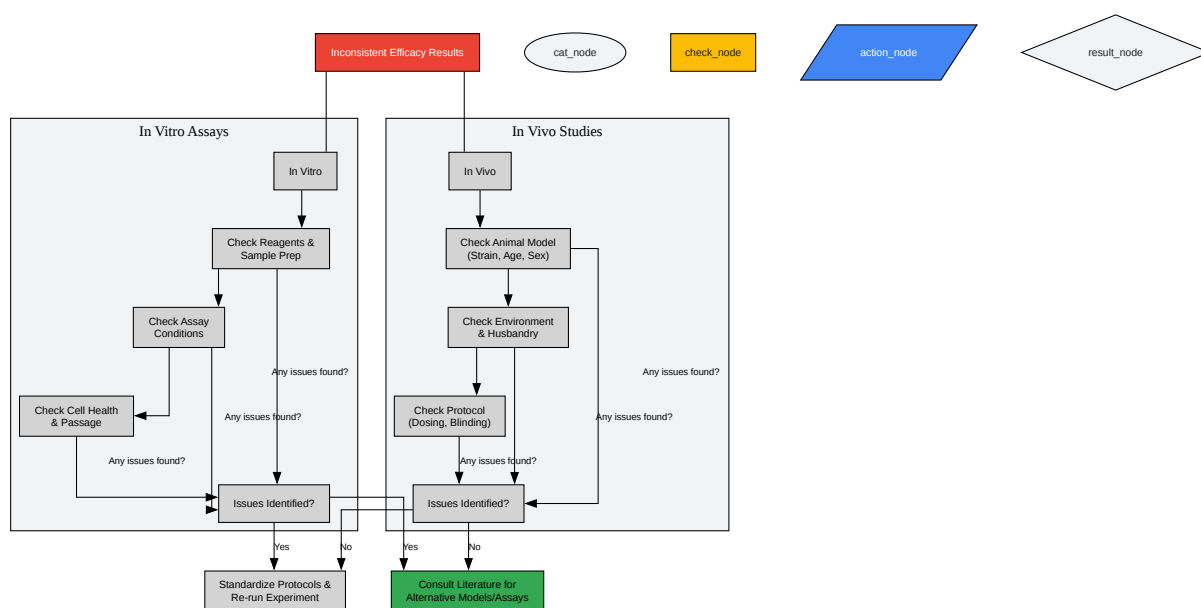 Inconsistent Efficacy Results
cat_node
check_node
action_node
result_node
In Vitro Assays
In Vivo Studies
In Vitro
In Vivo
Check Reagents &
Sample Prep
Check Animal Model
(Strain, Age, Sex)
Check Assay
Conditions
Check Environment
& Husbandry
Any issues found?
Any issues found?
Check Cell Health
& Passage
Check Protocol
(Dosing, Blinding)
Any issues found?
Any issues found?
Any issues found?
Any issues found?
Issues Identified?
Issues Identified?
Yes
No
Yes
No
Standardize Protocols &
Re-run Experiment
Consult Literature for
Alternative Models/Assays